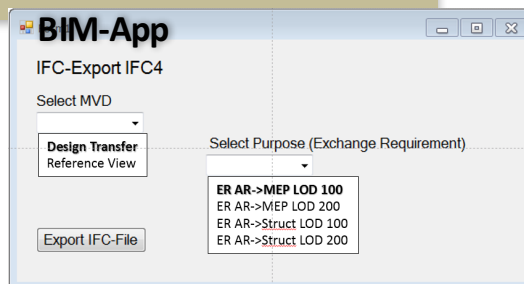 BIM-App
IFC-Export IFC4
Select MVD
Design Transfer
Reference View
Select Purpose (Exchange Requirement)
ER AR->MEP LOD 100
ER AR->MEP LOD 200
ER AR->Struct LOD 100
ER AR->Struct LOD 200
Export IFC-File